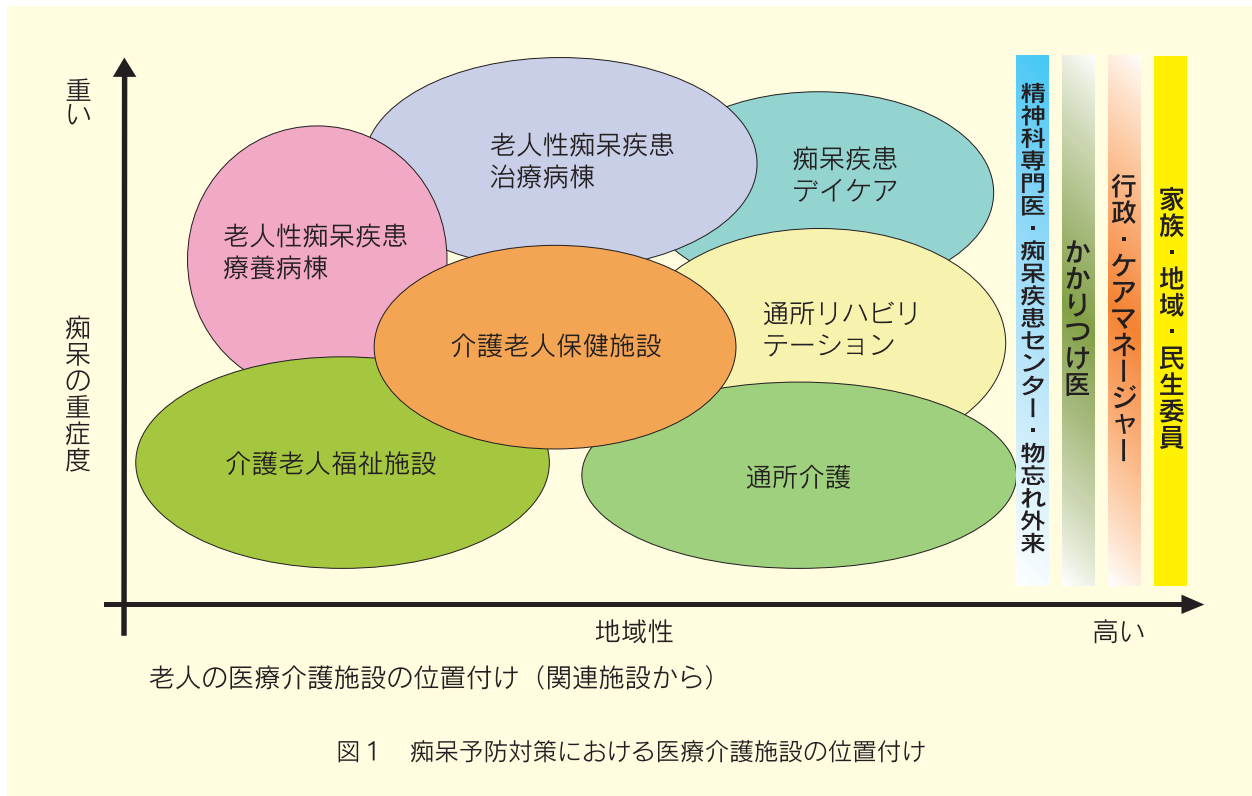 重い
痴呆の重症度
老人性痴呆疾患
治療病棟
痴呆疾患
デイケア
老人性痴呆疾患
療養病棟
介護老人保健施設
通所リハビリ
テーション
介護老人福祉施設
通所介護
精神科専門医・痴呆疾患センター・物忘れ外来
かかりつけ医
行政・ケアマネージャー
家族・地域・民生委員
地域性
高い
老人の医療介護施設の位置付け（関連施設から）
図1　痴呆予防対策における医療介護施設の位置付け